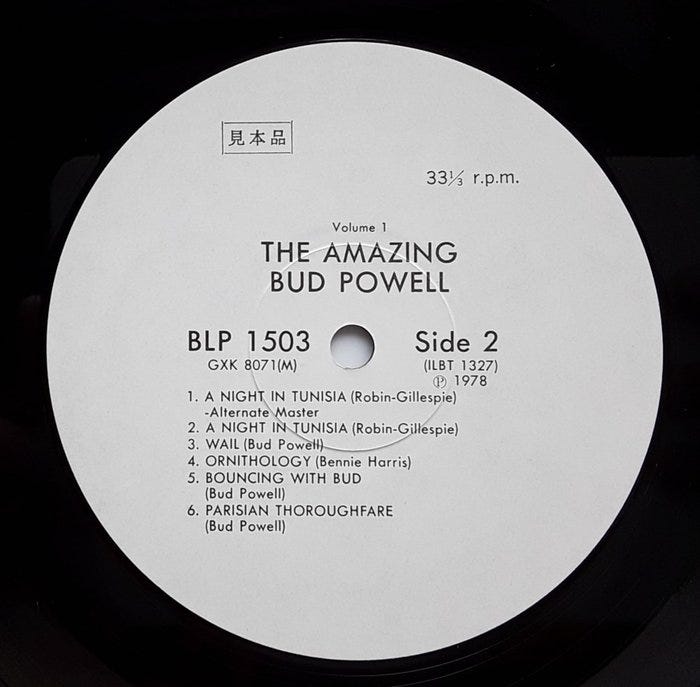 見本品
33⅓ r.p.m.
Volume 1
THE AMAZING
BUD POWELL
BLP 1503 Side 2
GXK 8071(M) (ILBT 1327)
Ⓟ 1978
1. A NIGHT IN TUNISIA (Robin-Gillespie)
-Alternate Master
2. A NIGHT IN TUNISIA (Robin-Gillespie)
3. WAIL (Bud Powell)
4. ORNITHOLOGY (Bennie Harris)
5. BOUNCING WITH BUD
(Bud Powell)
6. PARISIAN THOROUGHFARE
(Bud Powell)